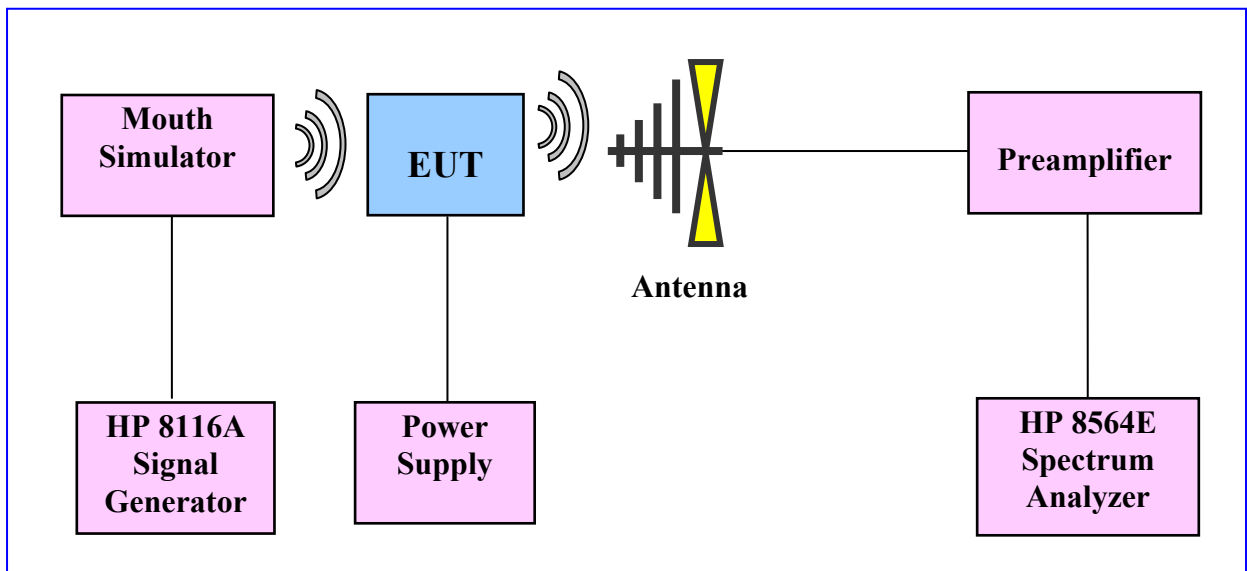 Mouth
Simulator
EUT
Preamplifier
Antenna
HP 8116A
Signal
Generator
Power
Supply
HP 8564E
Spectrum
Analyzer